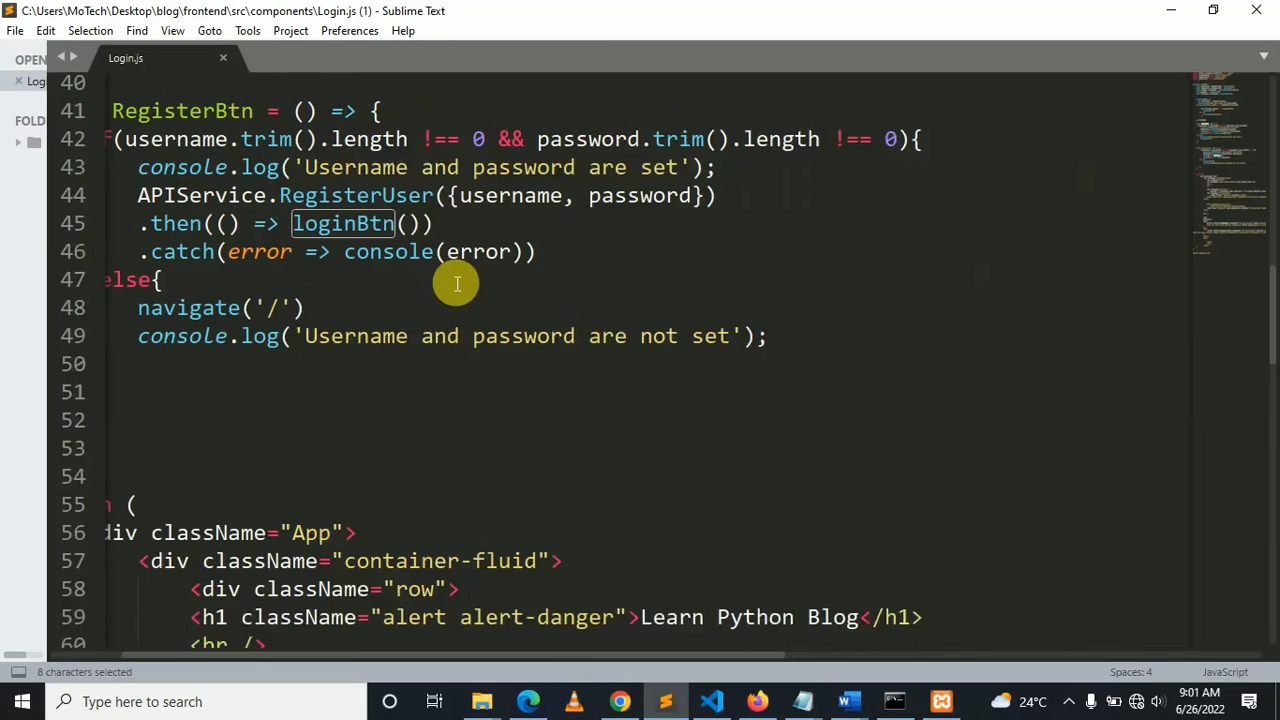 C:\Users\MoTech\Desktop\blog\frontend\src\components\Login.js (1) - Sublime Text
File Edit Selection Find View Goto Tools Project Preferences Help
OPEN
Login.js
Log
FOLD
40
41 RegisterBtn = () => {
42 f(username.trim().length !== 0 && password.trim().length !== 0){
43 console.log('Username and password are set');
44 APIService.RegisterUser({username, password})
45 .then(() => loginBtn())
46 .catch(error => console(error))
47 else{
48 navigate('/')
49 console.log('Username and password are not set');
50
51
52
53
54
55 n (
56 div className="App">
57 <div className="container-fluid">
58 <div className="row">
59 <h1 className="alert alert-danger">Learn Python Blog</h1>
60 <hr />
8 characters selected
Spaces: 4
JavaScript
Type here to search
24°C
9:01 AM
6/26/2022